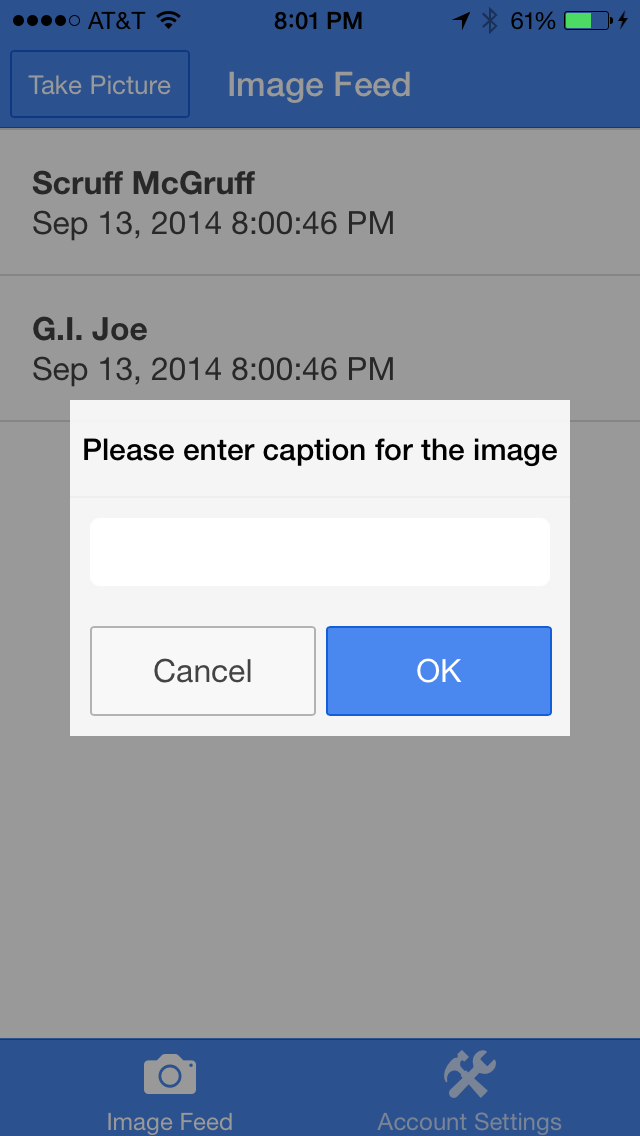 AT&T 8:01 PM 61%
Take Picture Image Feed
Scruff McGruff
Sep 13, 2014 8:00:46 PM
G.I. Joe
Sep 13, 2014 8:00:46 PM
Please enter caption for the image
Cancel OK
Image Feed Account Settings